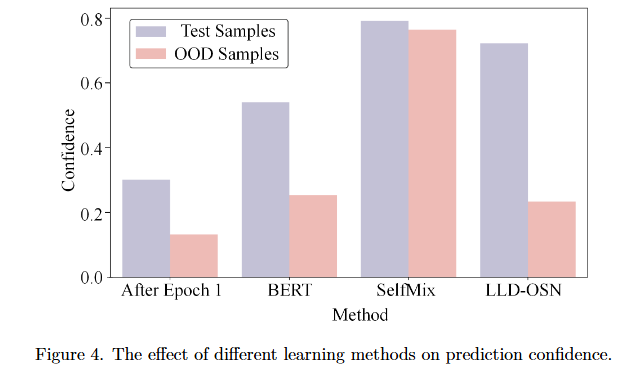 Test Samples
OOD Samples
0.8
0.6
0.4
0.2
0.0
Confidence
After Epoch 1 BERT SelfMix LLD-OSN
Method
Figure 4. The effect of different learning methods on prediction confidence.